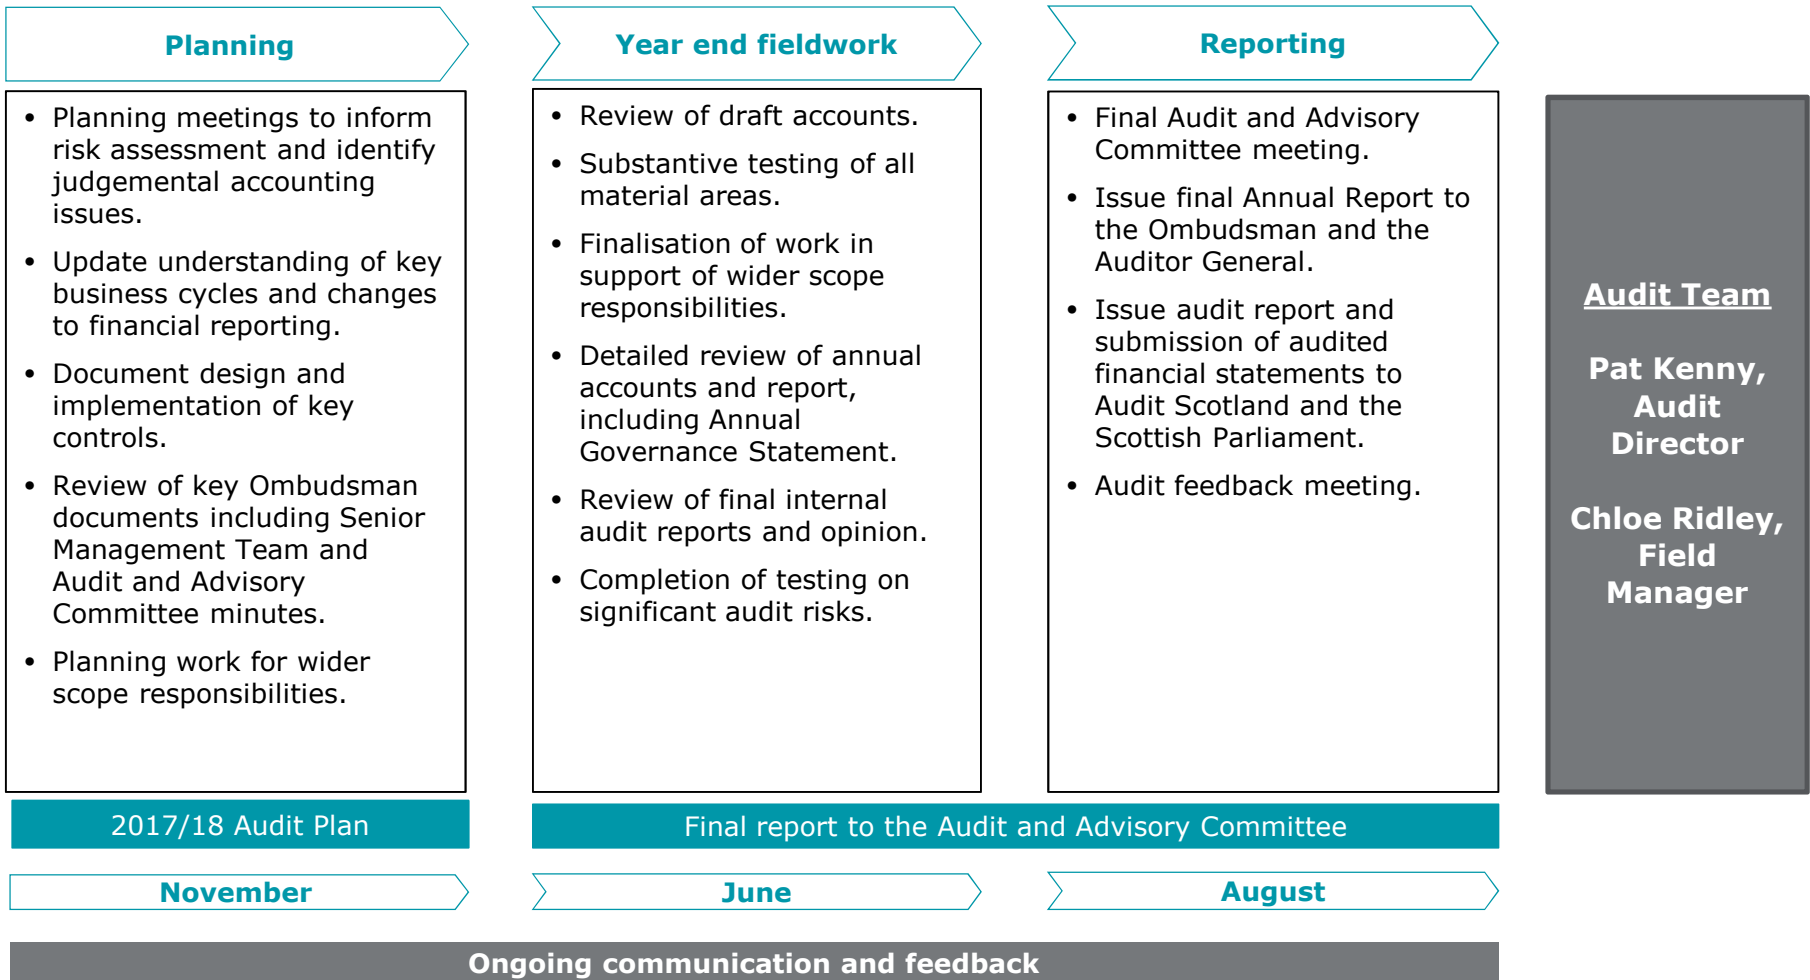 Planning
• Planning meetings to inform
risk assessment and identify
judgemental accounting
issues.
• Update understanding of key
business cycles and changes
to financial reporting.
• Document design and
implementation of key
controls.
• Review of key Ombudsman
documents including Senior
Management Team and
Audit and Advisory
Committee minutes.
• Planning work for wider
scope responsibilities.
2017/18 Audit Plan
November
Year end fieldwork
• Review of draft accounts.
• Substantive testing of all
material areas.
• Finalisation of work in
support of wider scope
responsibilities.
• Detailed review of annual
accounts and report,
including Annual
Governance Statement.
• Review of final internal
audit reports and opinion.
• Completion of testing on
significant audit risks.
June
Reporting
• Final Audit and Advisory
Committee meeting.
• Issue final Annual Report to
the Ombudsman and the
Auditor General.
• Issue audit report and
submission of audited
financial statements to
Audit Scotland and the
Scottish Parliament.
• Audit feedback meeting.
Final report to the Audit and Advisory Committee
August
Audit Team
Pat Kenny,
Audit
Director
Chloe Ridley,
Field
Manager
Ongoing communication and feedback